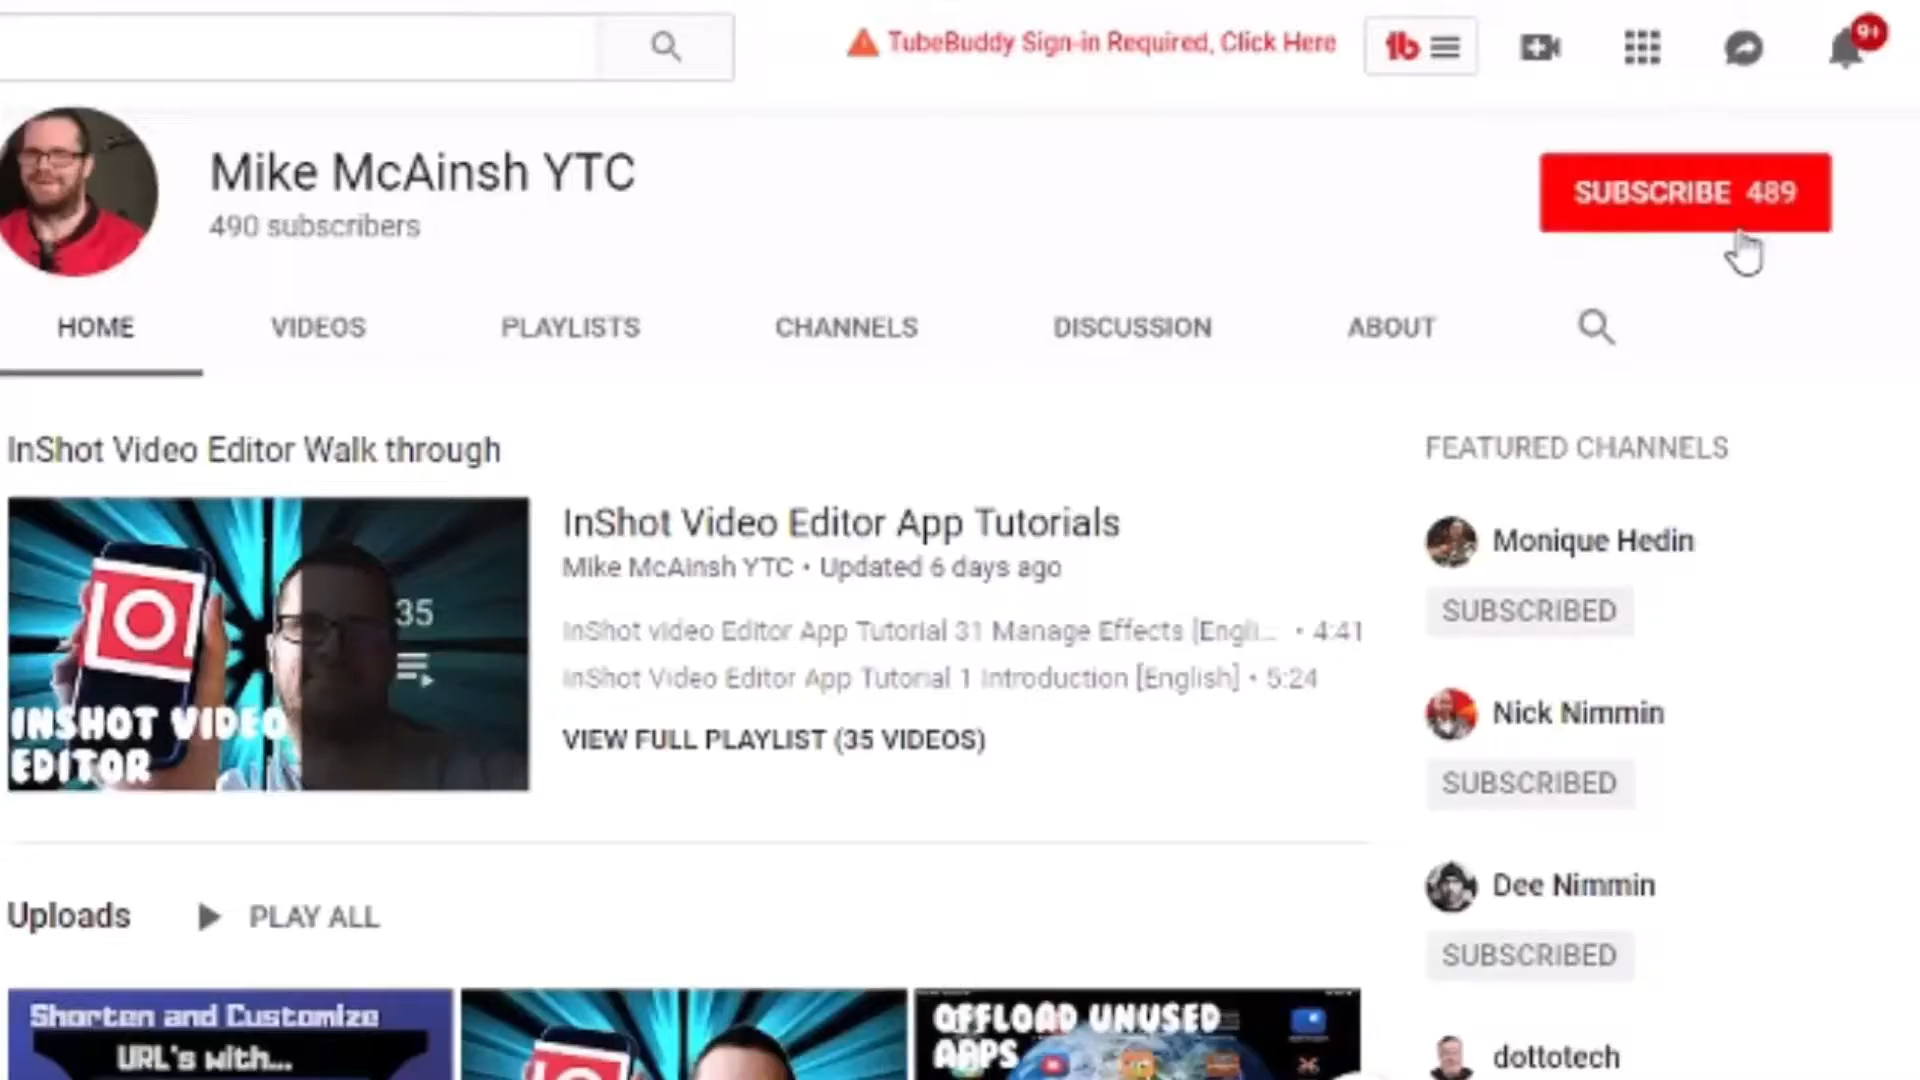 TubeBuddy Sign-in Required, Click Here
9+
Mike McAinsh YTC
490 subscribers
SUBSCRIBE 489
HOME VIDEOS PLAYLISTS CHANNELS DISCUSSION ABOUT
InShot Video Editor Walk through
35
INSHOT VIDEO
EDITOR
InShot Video Editor App Tutorials
Mike McAinsh YTC • Updated 6 days ago
InShot video Editor App Tutorial 31 Manage Effects [Engli... • 4:41
InShot Video Editor App Tutorial 1 Introduction [English] • 5:24
VIEW FULL PLAYLIST (35 VIDEOS)
FEATURED CHANNELS
Monique Hedin
SUBSCRIBED
Nick Nimmin
SUBSCRIBED
Dee Nimmin
SUBSCRIBED
dottotech
Uploads PLAY ALL
Shorten and Customize
URL's with...
OFFLOAD UNUSED
APPS